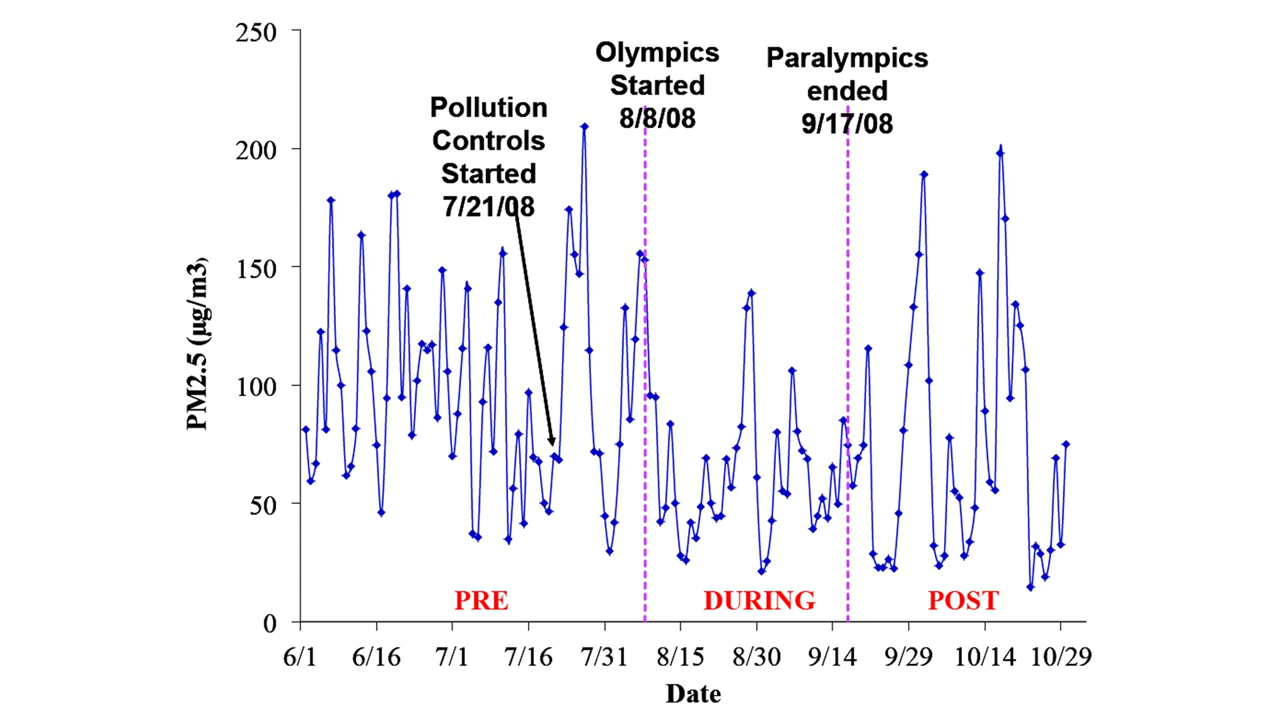 250
200
150
100
50
0
PM2.5 (µg/m3)
Pollution
Controls
Started
7/21/08
Olympics
Started
8/8/08
Paralympics
ended
9/17/08
PRE
DURING
POST
6/1 6/16 7/1 7/16 7/31 8/15 8/30 9/14 9/29 10/14 10/29
Date